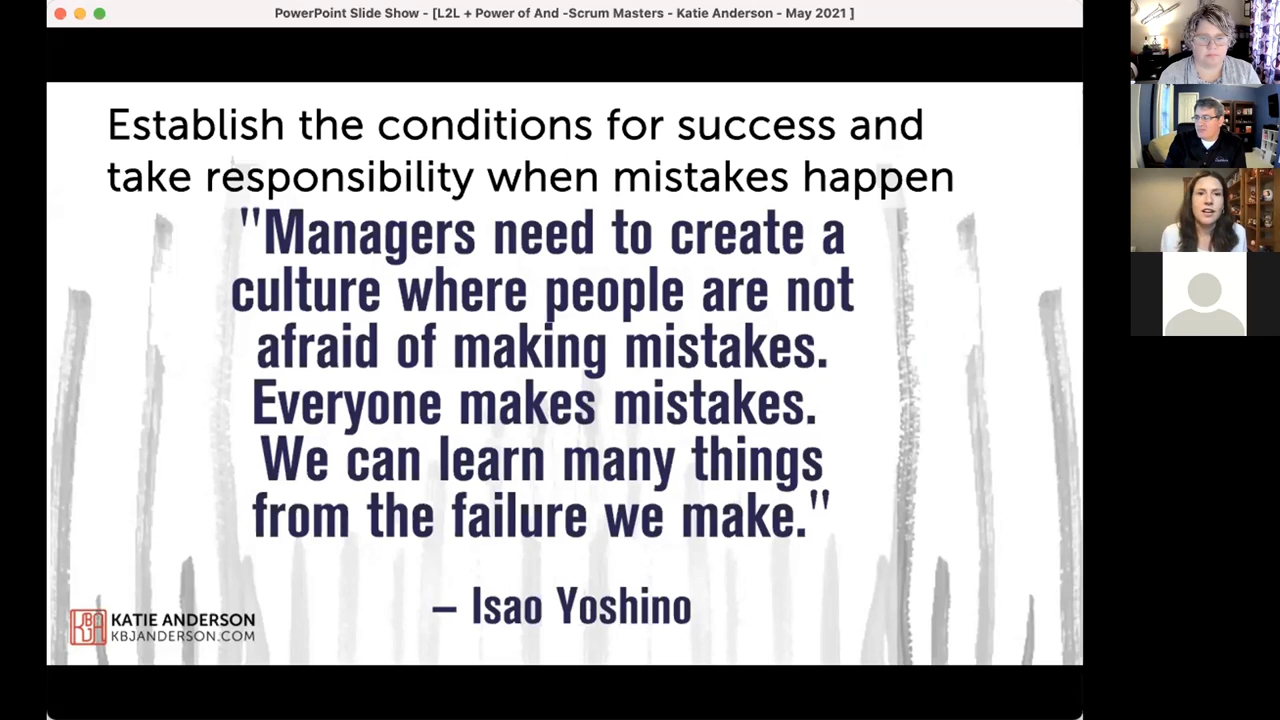 PowerPoint Slide Show - [L2L + Power of And -Scrum Masters - Katie Anderson - May 2021 ]
Establish the conditions for success and
take responsibility when mistakes happen
"Managers need to create a
culture where people are not
afraid of making mistakes.
Everyone makes mistakes.
We can learn many things
from the failure we make."
– Isao Yoshino
KATIE ANDERSON
KBJANDERSON.COM